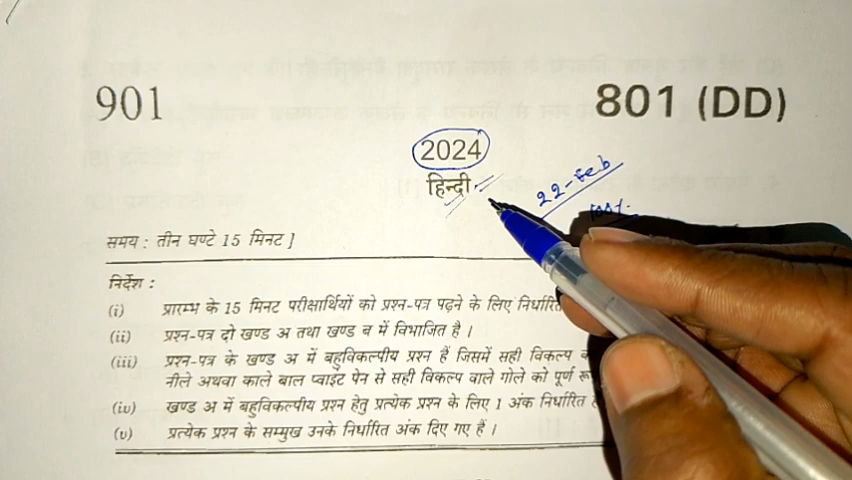 901
801 (DD)
2024
हिन्दी
22-Feb
100%
समय : तीन घण्टे 15 मिनट ]
निर्देश :
(i) प्रारम्भ के 15 मिनट परीक्षार्थियों को प्रश्न-पत्र पढ़ने के लिए निर्धारित
(ii) प्रश्न-पत्र दो खण्ड अ तथा खण्ड ब में विभाजित है ।
(iii) प्रश्न-पत्र के खण्ड अ में बहुविकल्पीय प्रश्न हैं जिसमें सही विकल्प
नीले अथवा काले बाल प्वाईंट पेन से सही विकल्प वाले गोले को पूर्ण
(iv) खण्ड अ में बहुविकल्पीय प्रश्न हेतु प्रत्येक प्रश्न के लिए 1 अंक निर्धारित
(v) प्रत्येक प्रश्न के सम्मुख उनके निर्धारित अंक दिए गए हैं ।